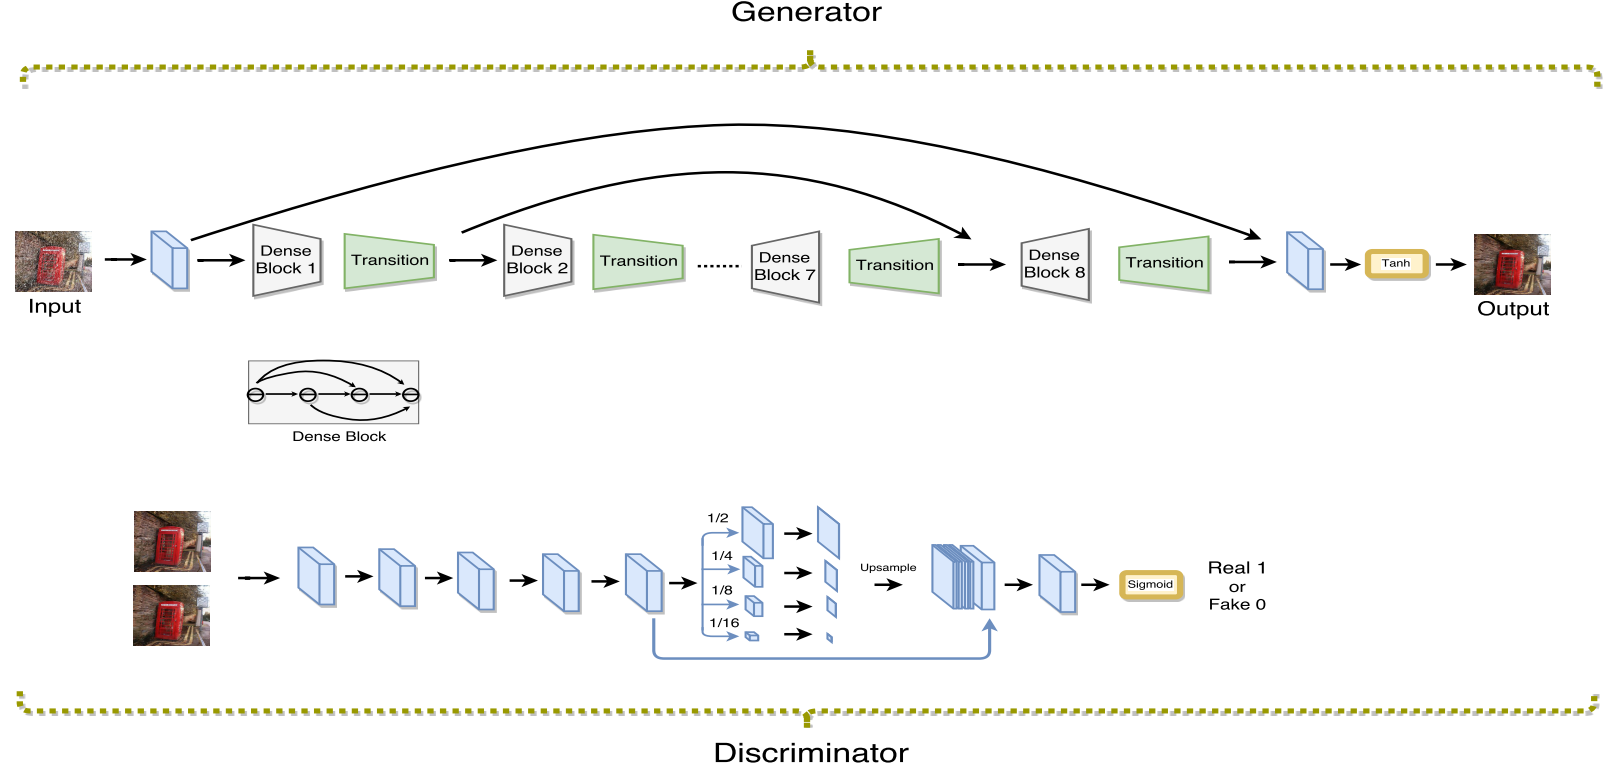 Generator
Dense
Block 1
Transition
Dense
Block 2
Transition
Dense
Block 7
Transition
Dense
Block 8
Transition
Tanh
Input
Output
Dense Block
1/2
1/4
1/8
1/16
Upsample
Sigmoid
Real 1
or
Fake 0
Discriminator